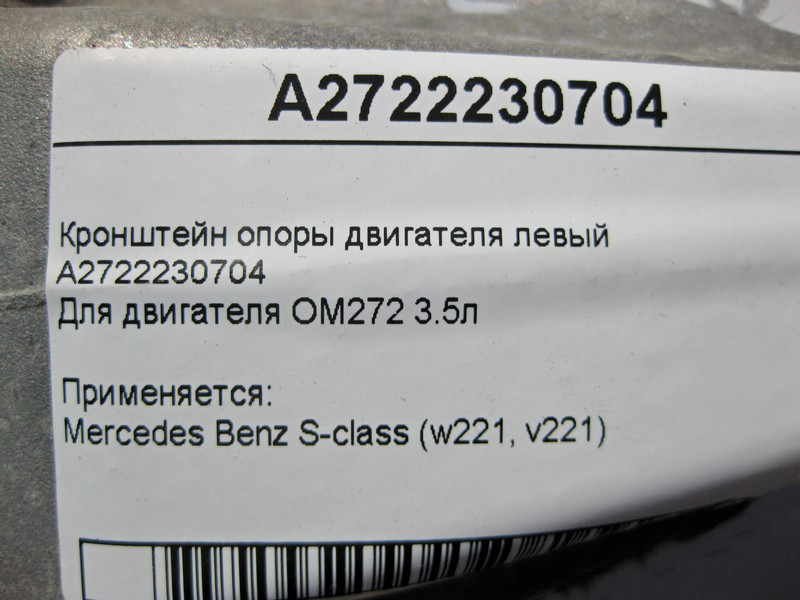 A2722230704
Кронштейн опоры двигателя левый
A2722230704
Для двигателя OM272 3.5л
Применяется:
Mercedes Benz S-class (w221, v221)